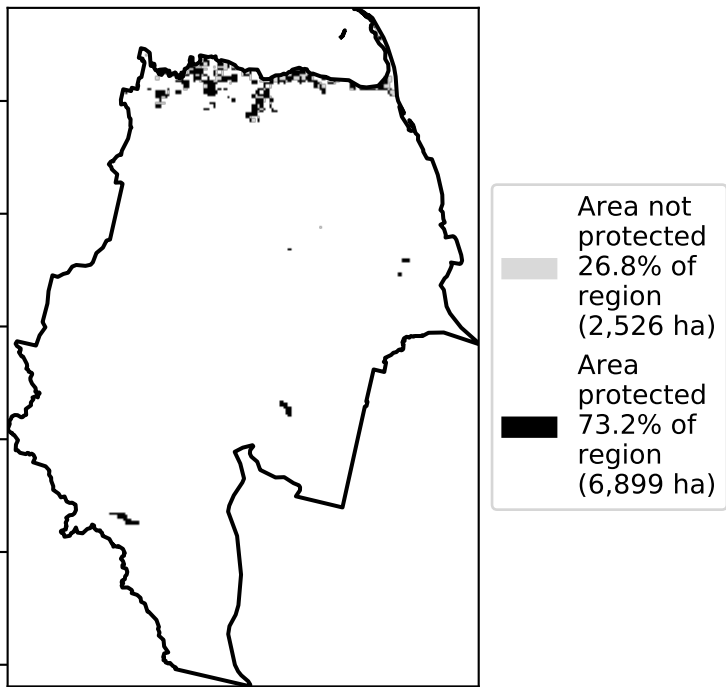 Area not
protected
26.8% of
region
(2,526 ha)
Area
protected
73.2% of
region
(6,899 ha)